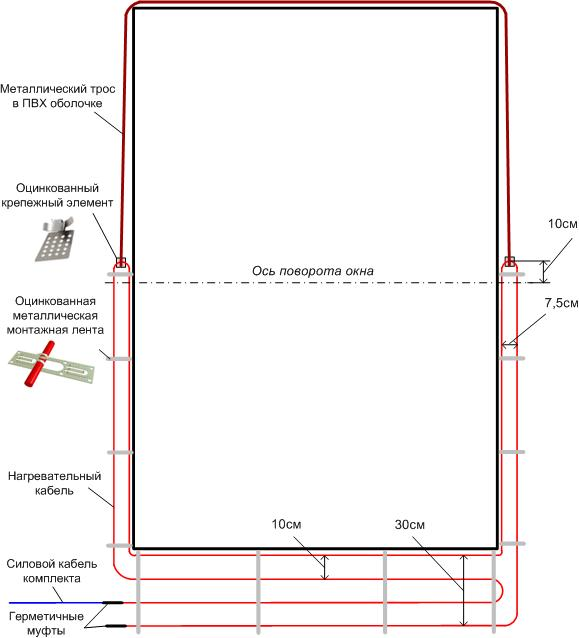 Металлический трос
в ПВХ оболочке
Оцинкованный
крепежный элемент
10см
Ось поворота окна
Оцинкованная
металлическая
монтажная лента
7,5см
Нагревательный
кабель
10см
30см
Силовой кабель
комплекта
Герметичные
муфты